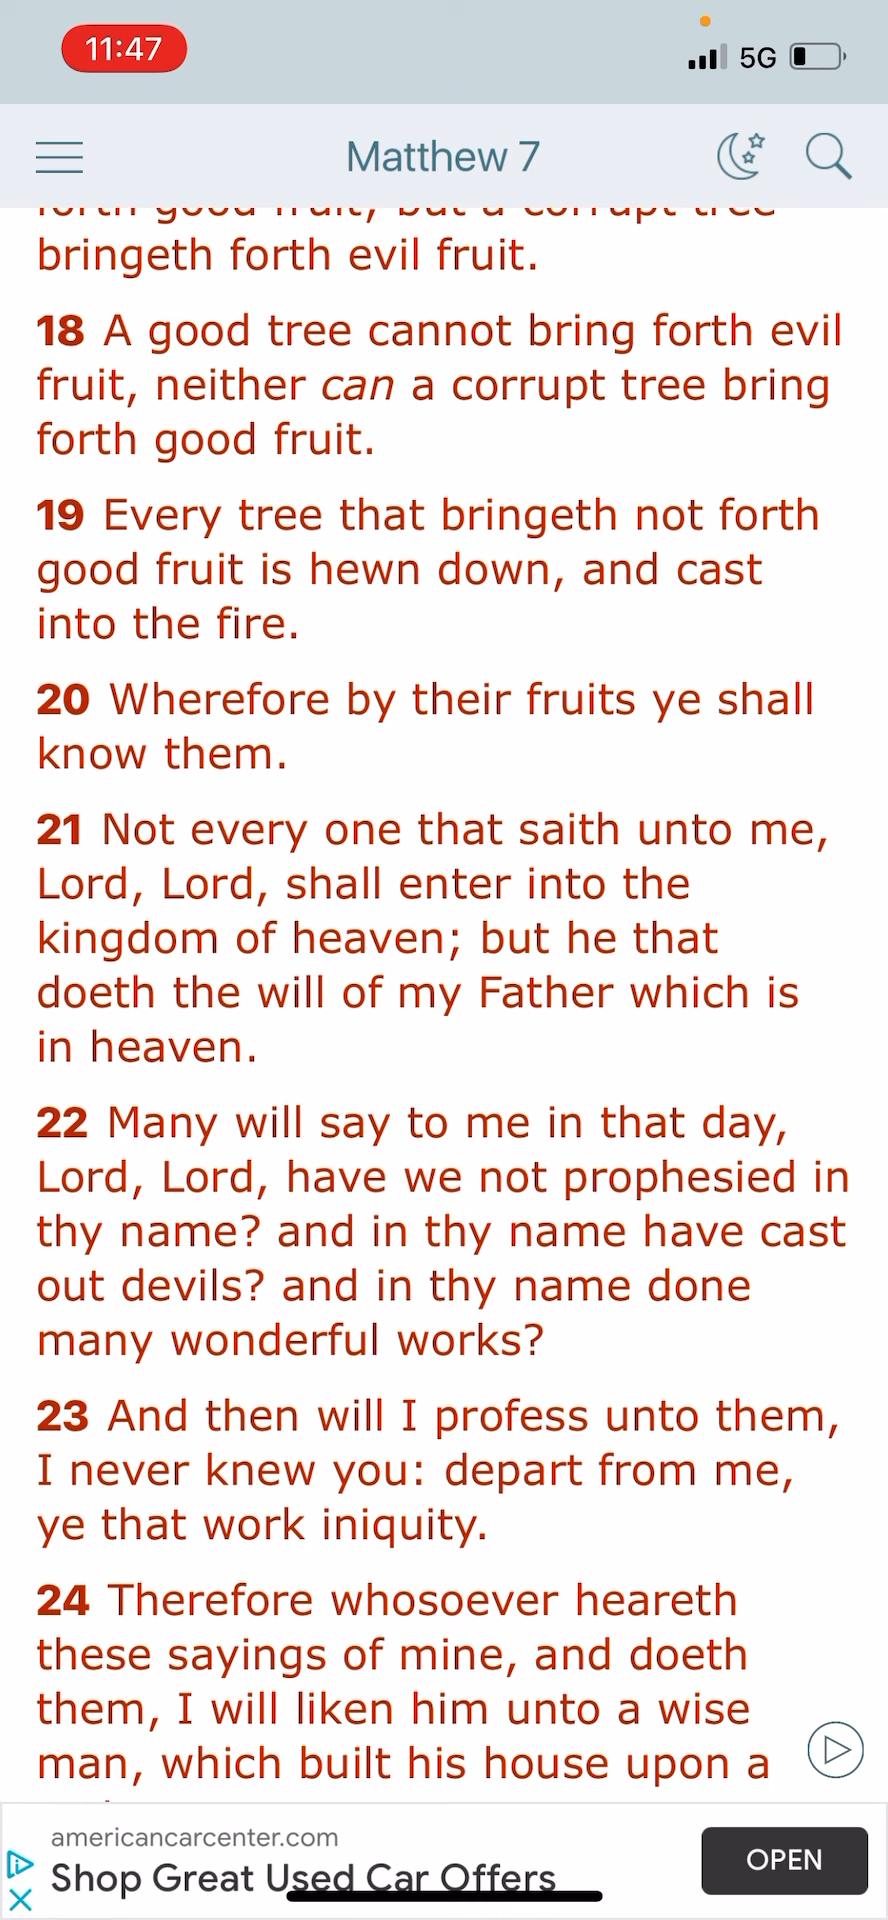 11:47
5G
Matthew 7
forth good fruit; but a corrupt tree
bringeth forth evil fruit.
18 A good tree cannot bring forth evil
fruit, neither can a corrupt tree bring
forth good fruit.
19 Every tree that bringeth not forth
good fruit is hewn down, and cast
into the fire.
20 Wherefore by their fruits ye shall
know them.
21 Not every one that saith unto me,
Lord, Lord, shall enter into the
kingdom of heaven; but he that
doeth the will of my Father which is
in heaven.
22 Many will say to me in that day,
Lord, Lord, have we not prophesied in
thy name? and in thy name have cast
out devils? and in thy name done
many wonderful works?
23 And then will I profess unto them,
I never knew you: depart from me,
ye that work iniquity.
24 Therefore whosoever heareth
these sayings of mine, and doeth
them, I will liken him unto a wise
man, which built his house upon a
americancarcenter.com
Shop Great Used Car Offers
OPEN